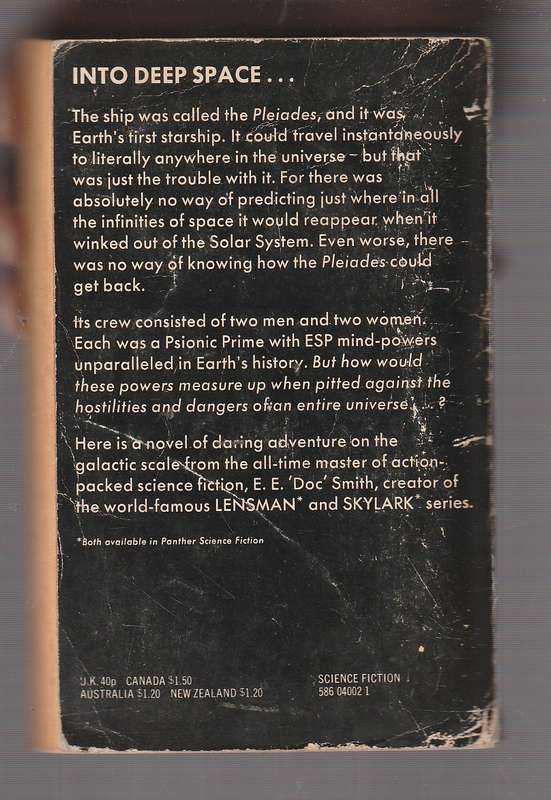 INTO DEEP SPACE . . .
The ship was called the Pleiades, and it was
Earth's first starship. It could travel instantaneously
to literally anywhere in the universe – but that
was just the trouble with it. For there was
absolutely no way of predicting just where in all
the infinities of space it would reappear when it
winked out of the Solar System. Even worse, there
was no way of knowing how the Pleiades could
get back.
Its crew consisted of two men and two women.
Each was a Psionic Prime with ESP mind-powers
unparalleled in Earth's history. But how would
these powers measure up when pitted against the
hostilities and dangers of an entire universe . . . ?
Here is a novel of daring adventure on the
galactic scale from the all-time master of action-
packed science fiction, E. E. 'Doc' Smith, creator of
the world-famous LENSMAN* and SKYLARK* series.
*Both available in Panther Science Fiction
U.K. 40p CANADA $1.50
AUSTRALIA $1.20 NEW ZEALAND $1.20
SCIENCE FICTION
586 04002 1